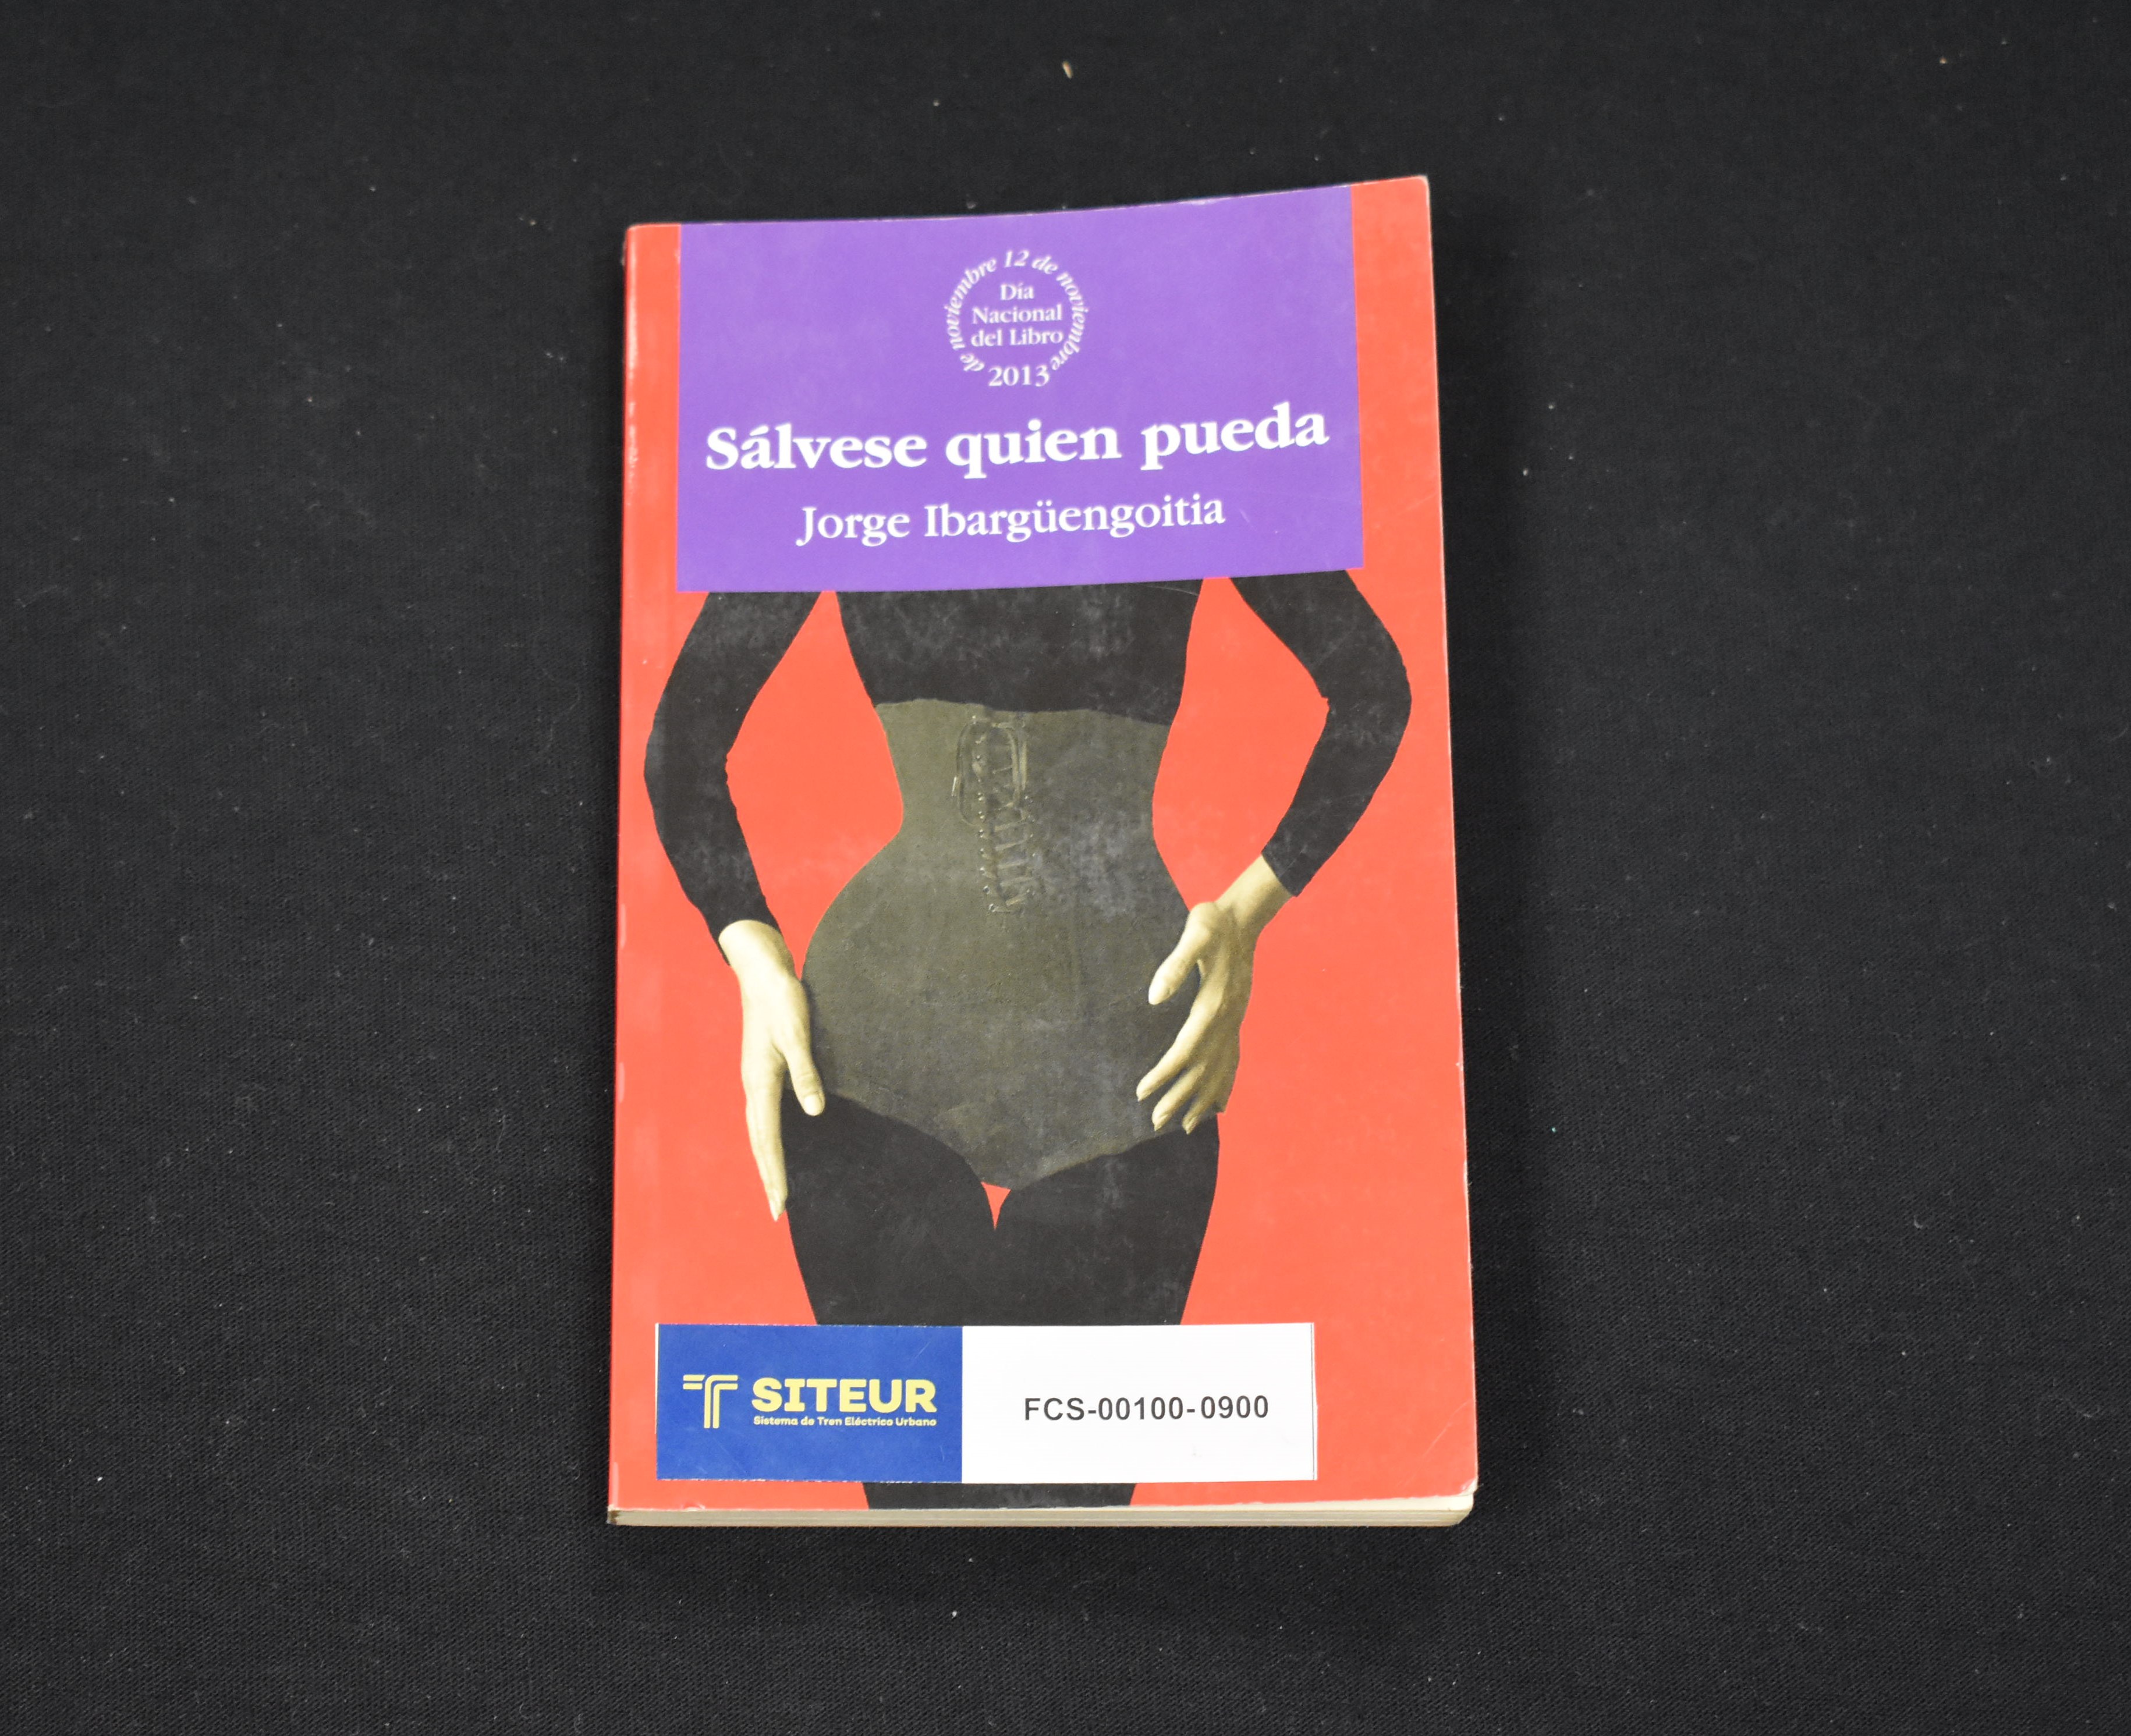 de noviembre 12 de noviembre
Día
Nacional
del Libro
2013
Sálvese quien pueda
Jorge Ibargüengoitia
SITEUR
Sistema de Tren Eléctrico Urbano
FCS-00100-0900